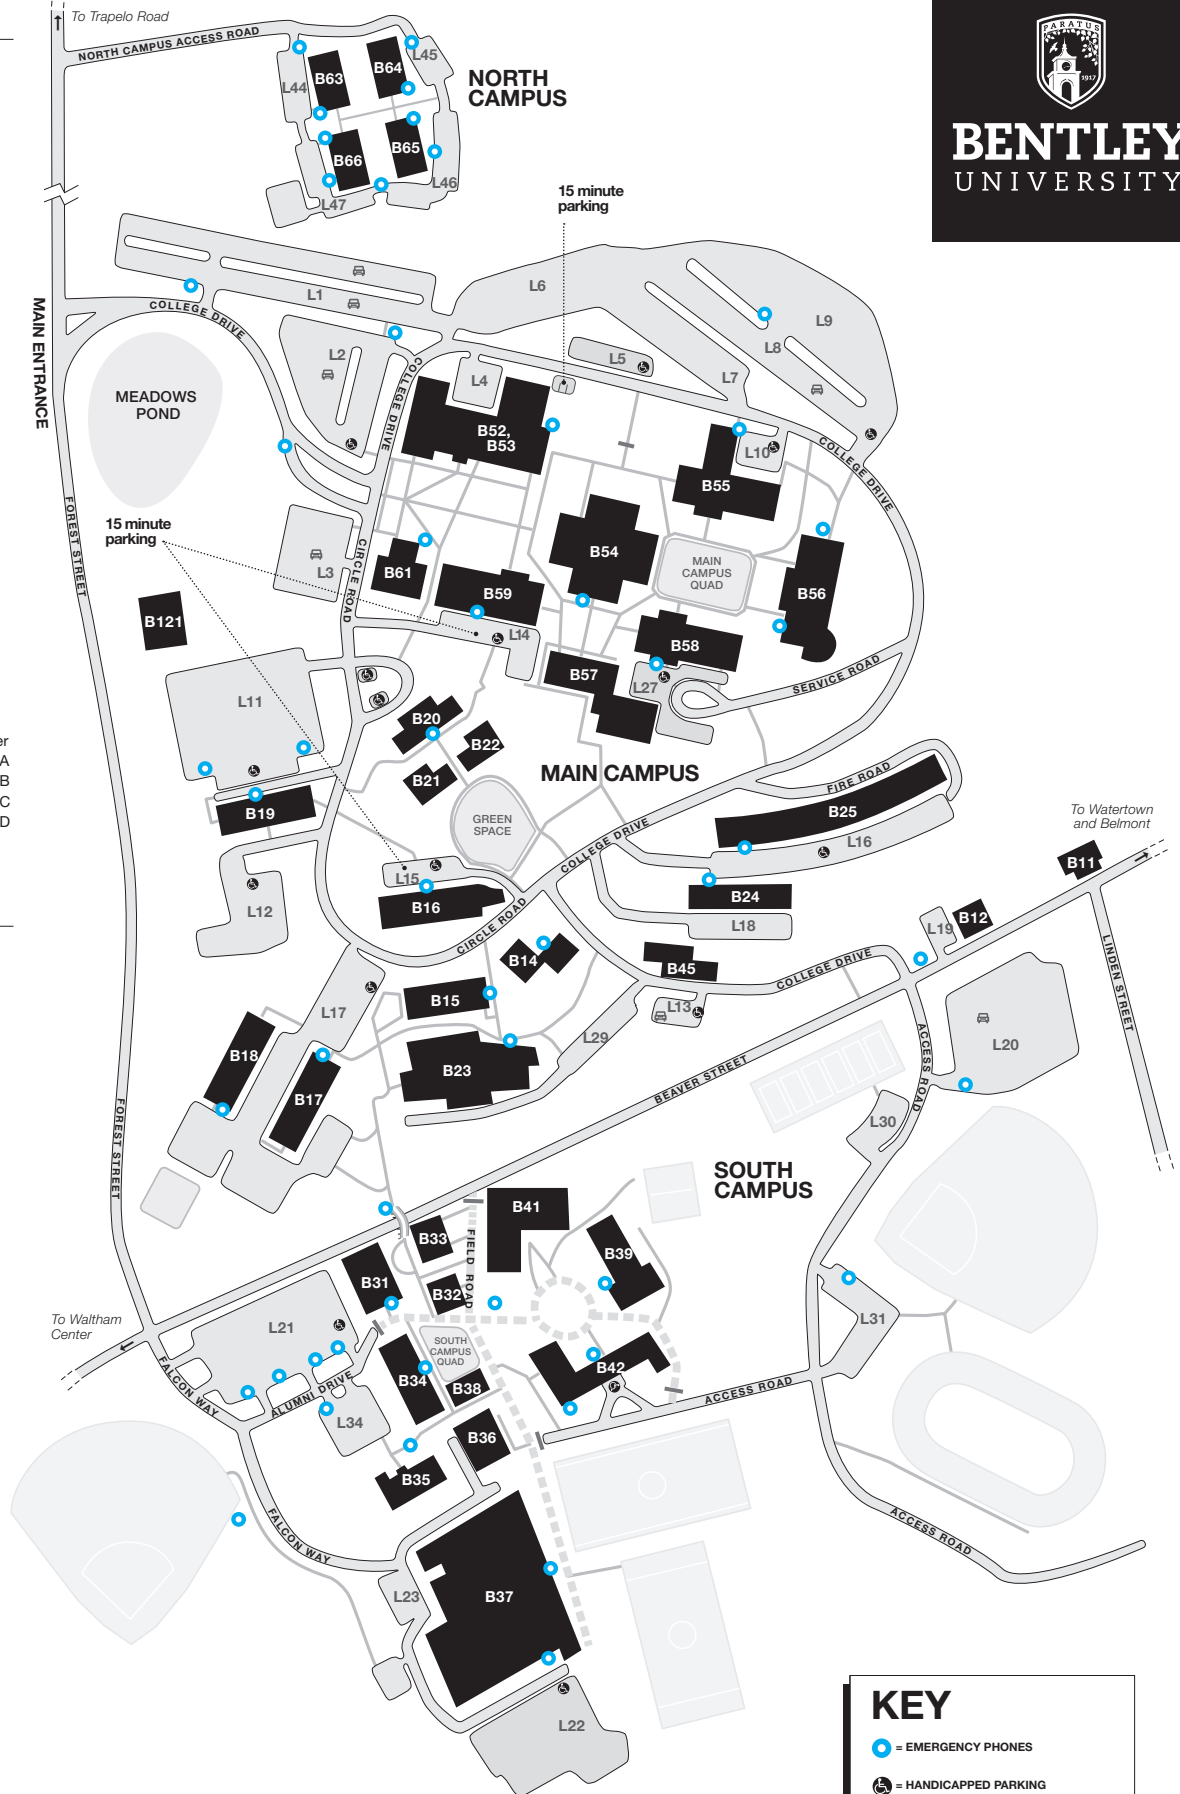 To Trapelo Road
NORTH CAMPUS ACCESS ROAD
PARATUS
1917
BENTLEY
UNIVERSITY
L45
B64
B63
L44
NORTH
CAMPUS
B65
B66
L46
L47
15 minute
parking
MAIN ENTRANCE
L6
L1
COLLEGE DRIVE
L9
L8
L2
L5
L7
L4
COLLEGE DRIVE
MEADOWS
POND
B52,
B53
L10
COLLEGE DRIVE
B55
FOREST STREET
15 minute
parking
CIRCLE ROAD
L3
B61
B54
MAIN
CAMPUS
QUAD
B59
B56
B121
L14
B58
B57
L27
SERVICE ROAD
L11
B20
B22
B21
er
A
B
C
D
MAIN CAMPUS
FIRE ROAD
B19
GREEN
SPACE
COLLEGE DRIVE
B25
L16
To Watertown
and Belmont
B11
L15
B16
B24
L12
CIRCLE ROAD
L18
L19
B12
B14
B45
COLLEGE DRIVE
LINDEN STREET
L17
B15
L13
L29
L20
ACCESS ROAD
B18
B23
B17
BEAVER STREET
L30
FOREST STREET
SOUTH
CAMPUS
B41
B33
FIELD ROAD
B39
B31
B32
To Waltham
Center
L21
L31
SOUTH
CAMPUS
QUAD
FALCON WAY
ALUMNI DRIVE
B34
B38
B42
ACCESS ROAD
L34
B36
B35
FALCON WAY
ACCESS ROAD
L23
B37
L22
KEY
= EMERGENCY PHONES
= HANDICAPPED PARKING